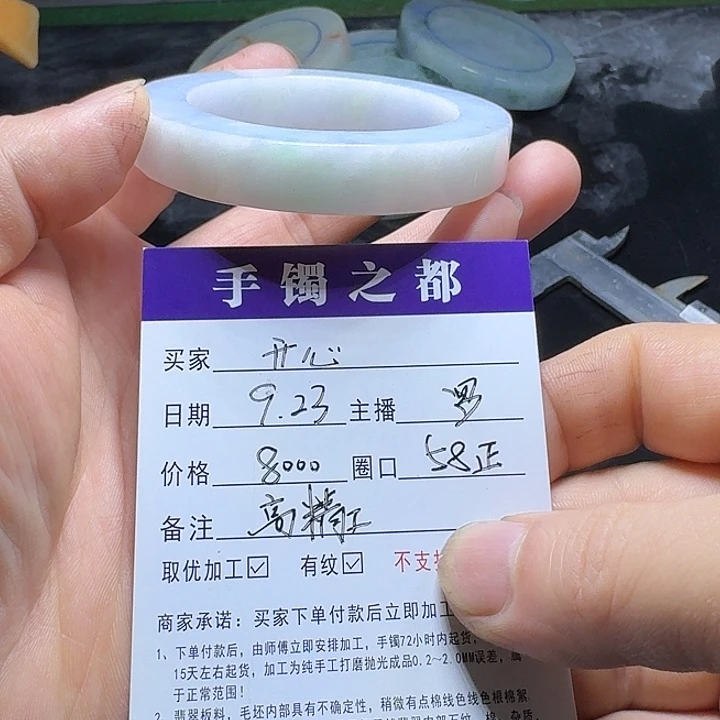 手镯之都
买家 开心
日期 9.23 主播 罗
价格 8000 圈口 58正
备注 高精工
取优加工☑ 有纹☑ 不支
商家承诺：买家下单付款后立即加工
1、下单付款后，由师傅立即安排加工，手镯72小时内起货，
15天左右起货，加工为纯手工打磨抛光成品0.2～2.0MM误差，属
于正常范围！
2、翡翠板料，毛坯内部具有不确定性，稍微有点棉线色线色根棉絮